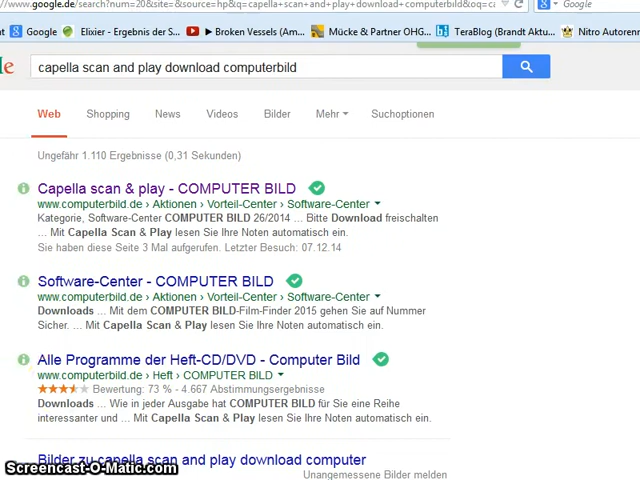 www.google.de/search?num=20&site=&source=hp&q=capella+scan+and+play+download+computerbild&oq=ca
Google
Google
Elixier - Ergebnis der S...
Broken Vessels (Am...
Mücke & Partner OHG...
TeraBlog (Brandt Aktu...
Nitro Autorenn
capella scan and play download computerbild
Web Shopping News Videos Bilder Mehr Suchoptionen
Ungefähr 1.110 Ergebnisse (0,31 Sekunden)
Capella scan & play - COMPUTER BILD
www.computerbild.de › Aktionen › Vorteil-Center › Software-Center
Kategorie, Software-Center COMPUTER BILD 26/2014 ... Bitte Download freischalten
... Mit Capella Scan & Play lesen Sie Ihre Noten automatisch ein.
Sie haben diese Seite 3 Mal aufgerufen. Letzter Besuch: 07.12.14
Software-Center - COMPUTER BILD
www.computerbild.de › Aktionen › Vorteil-Center › Software-Center
Downloads ... Mit dem COMPUTER BILD-Film-Finder 2015 gehen Sie auf Nummer
Sicher. ... Mit Capella Scan & Play lesen Sie Ihre Noten automatisch ein.
Alle Programme der Heft-CD/DVD - Computer Bild
www.computerbild.de › Heft › COMPUTER BILD
Bewertung: 73 % - 4.667 Abstimmungsergebnisse
Downloads ... Wie in jeder Ausgabe hat COMPUTER BILD für Sie eine Reihe
interessanter und ... Mit Capella Scan & Play lesen Sie Ihre Noten automatisch ein.
Bilder zu capella scan and play download computer
Screencast-O-Matic.com
Unangemessene Bilder melden